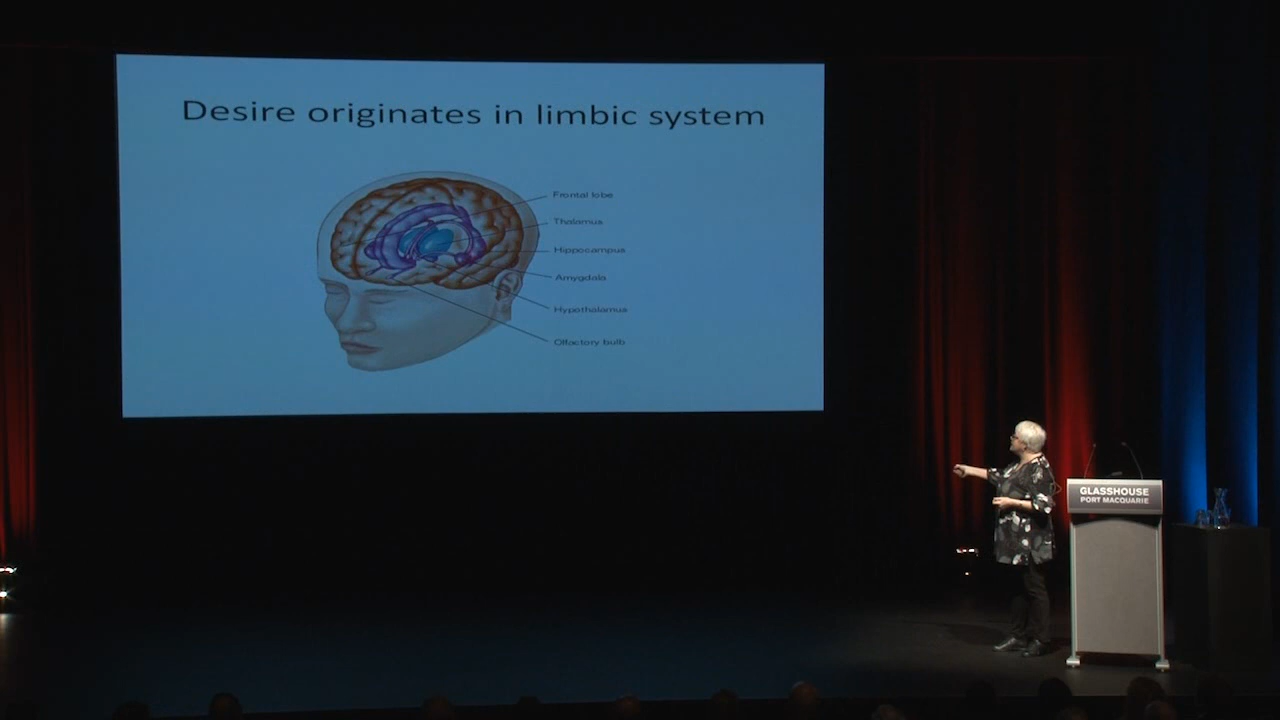 Desire originates in limbic system
Frontal lobe
Thalamus
Hippocampus
Amygdala
Hypothalamus
Olfactory bulb
GLASSHOUSE
PORT MACQUARIE